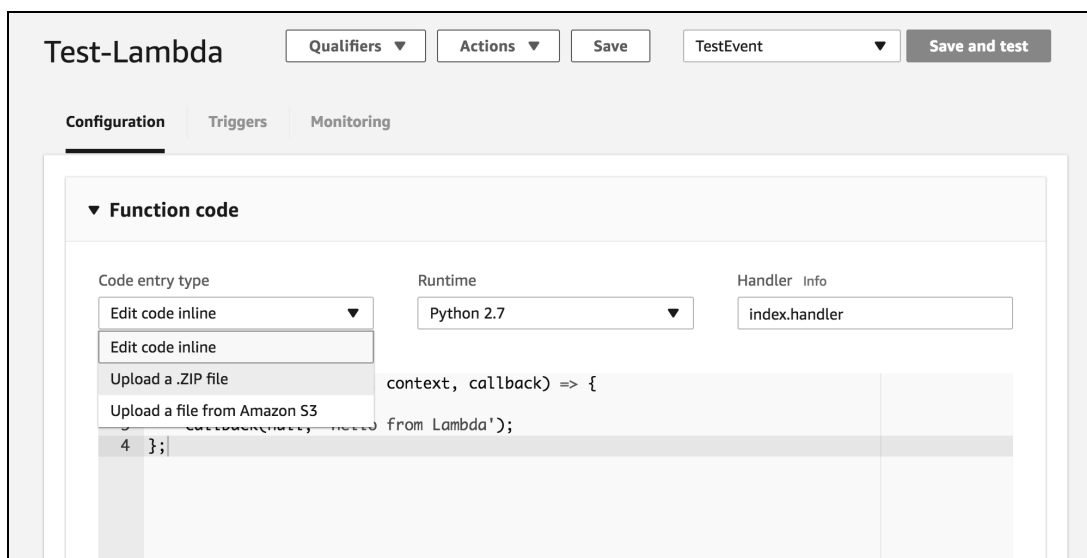 Test-Lambda Qualifiers ▼ Actions ▼ Save TestEvent ▼ Save and test
Configuration Triggers Monitoring
▼ Function code
Code entry type Runtime Handler Info
Edit code inline ▼ Python 2.7 ▼ index.handler
Edit code inline
Upload a .ZIP file context, callback) => {
Upload a file from Amazon S3
from Lambda');
4 };